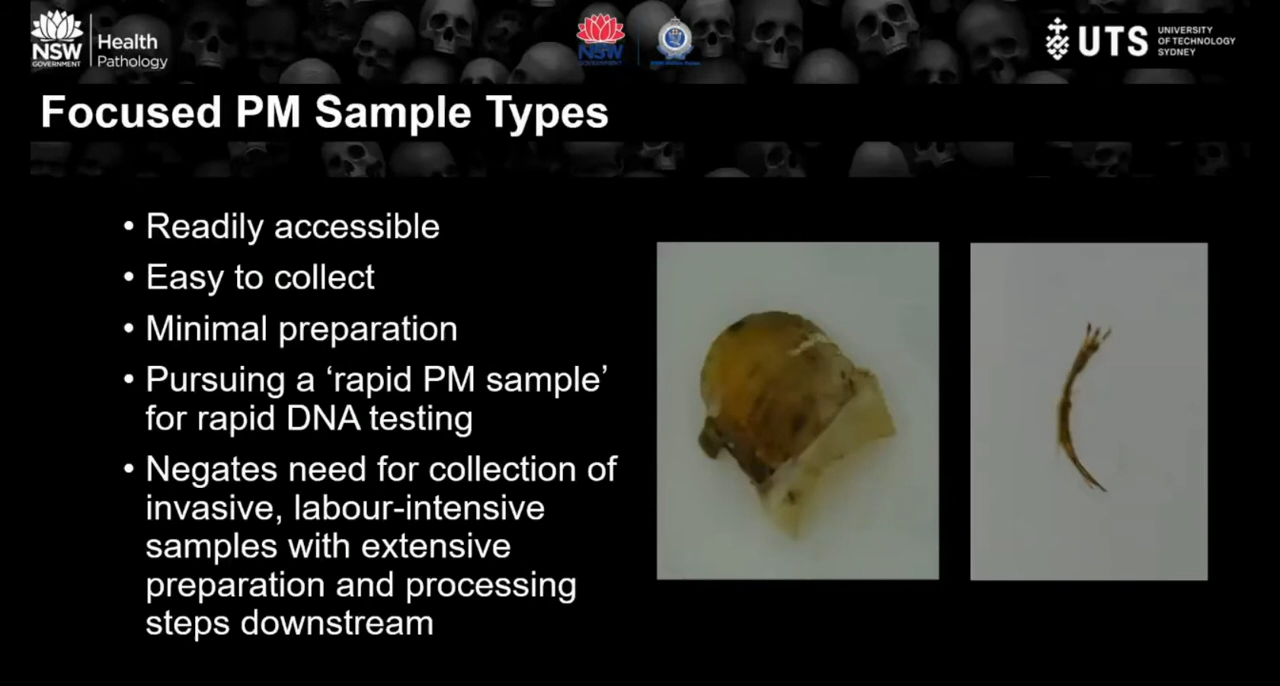 NSW
GOVERNMENT
Health
Pathology
NSW
GOVERNMENT
UTS
UNIVERSITY
OF TECHNOLOGY
SYDNEY
Focused PM Sample Types
• Readily accessible
• Easy to collect
• Minimal preparation
• Pursuing a ‘rapid PM sample’
for rapid DNA testing
• Negates need for collection of
invasive, labour-intensive
samples with extensive
preparation and processing
steps downstream